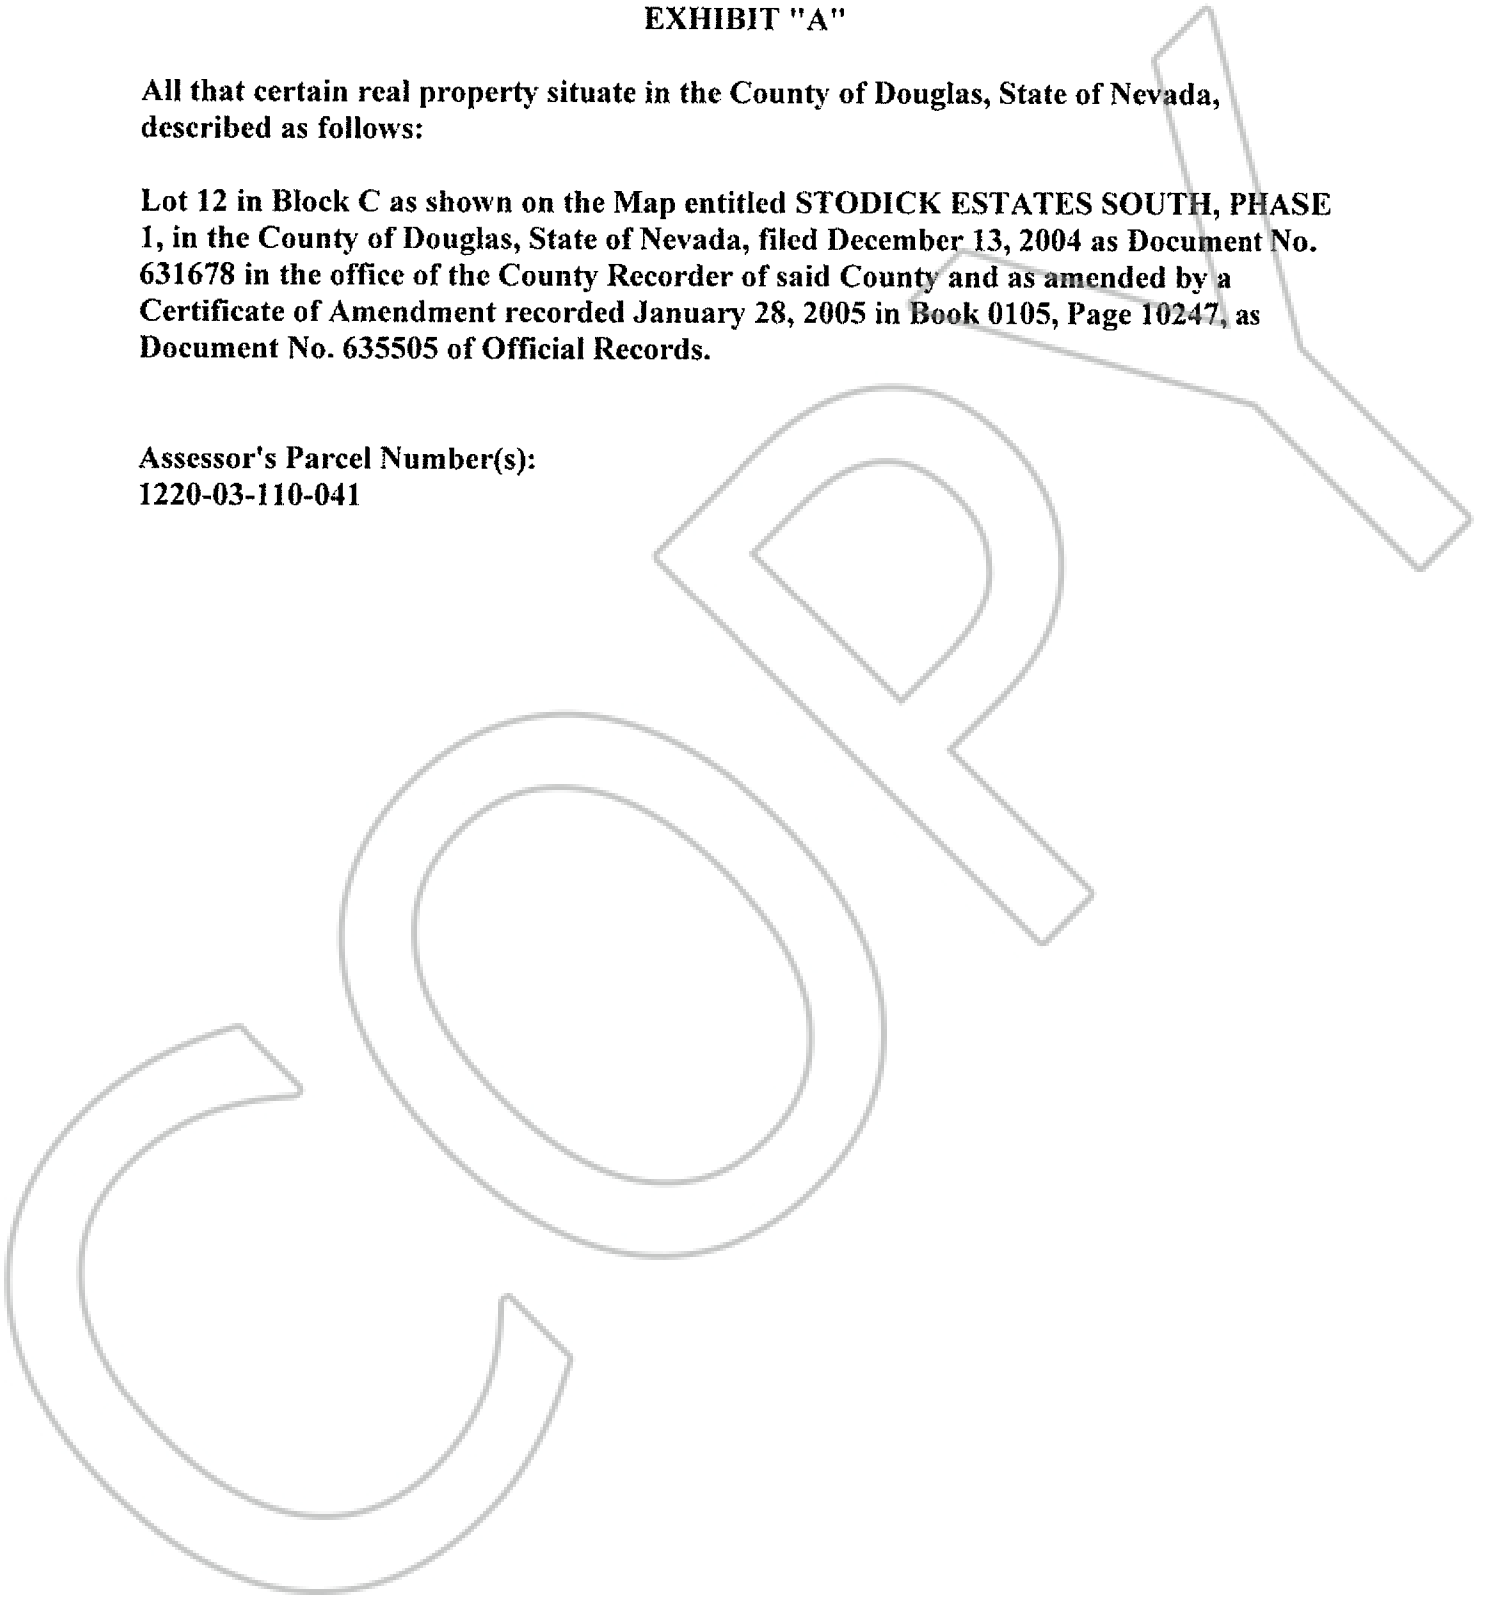 EXHIBIT "A"
All that certain real property situate in the County of Douglas, State of Nevada,
described as follows:
Lot 12 in Block C as shown on the Map entitled STODICK ESTATES SOUTH, PHASE
1, in the County of Douglas, State of Nevada, filed December 13, 2004 as Document No.
631678 in the office of the County Recorder of said County and as amended by a
Certificate of Amendment recorded January 28, 2005 in Book 0105, Page 10247, as
Document No. 635505 of Official Records.
Assessor's Parcel Number(s):
1220-03-110-041
COPY